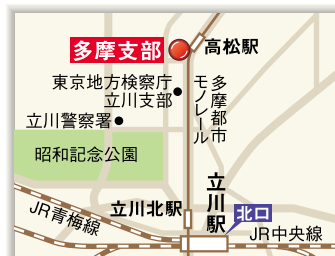 多摩支部
高松駅
東京地方検察庁
立川支部
多摩都市
モノレール
立川警察署
昭和記念公園
立川北駅
立川駅
北口
JR青梅線
JR中央線